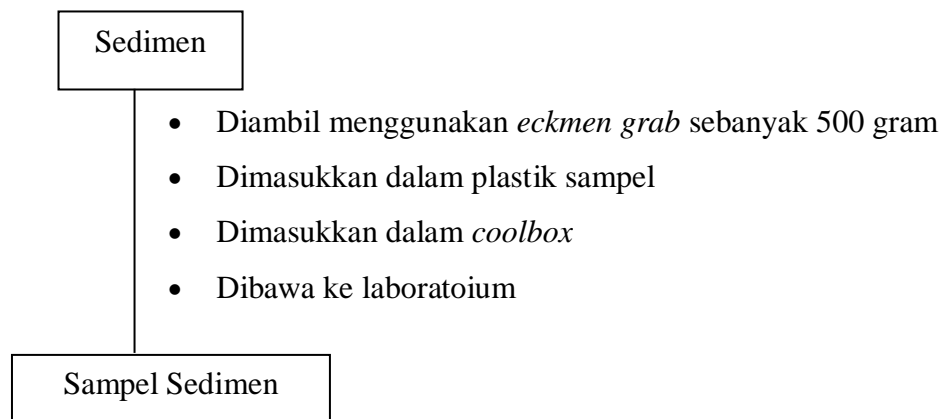 Sedimen
• Diambil menggunakan eckmen grab sebanyak 500 gram
• Dimasukkan dalam plastik sampel
• Dimasukkan dalam coolbox
• Dibawa ke laboratoium
Sampel Sedimen